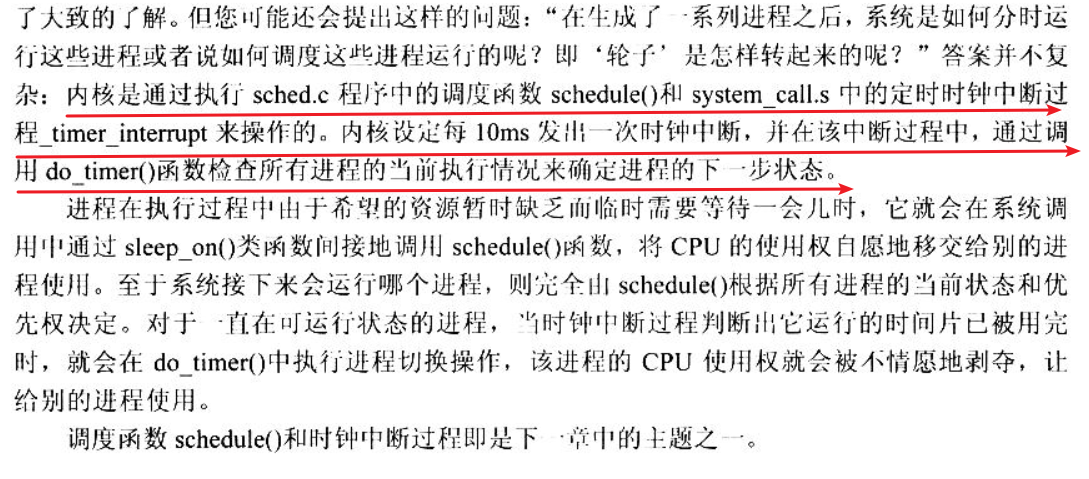 了大致的了解。但您可能还会提出这样的问题：“在生成了一系列进程之后，系统是如何分时运
行这些进程或者说如何调度这些进程运行的呢？即‘轮子’是怎样转起来的呢？”答案并不复
杂：内核是通过执行 sched.c 程序中的调度函数 schedule()和 system_call.s 中的定时时钟中断过
程_timer_interrupt 来操作的。内核设定每 10ms 发出一次时钟中断，并在该中断过程中，通过调
用 do_timer()函数检查所有进程的当前执行情况来确定进程的下一步状态。
进程在执行过程中由于希望的资源暂时缺乏而临时需要等待一会儿时，它就会在系统调
用中通过 sleep_on()类函数间接地调用 schedule()函数，将 CPU 的使用权自愿地移交给别的进
程使用。至于系统接下来会运行哪个进程，则完全由 schedule()根据所有进程的当前状态和优
先权决定。对于一直在可运行状态的进程，当时钟中断过程判断出它运行的时间片已被用完
时，就会在 do_timer()中执行进程切换操作，该进程的 CPU 使用权就会被不情愿地剥夺，让
给别的进程使用。
调度函数 schedule()和时钟中断过程即是下一章中的主题之一。